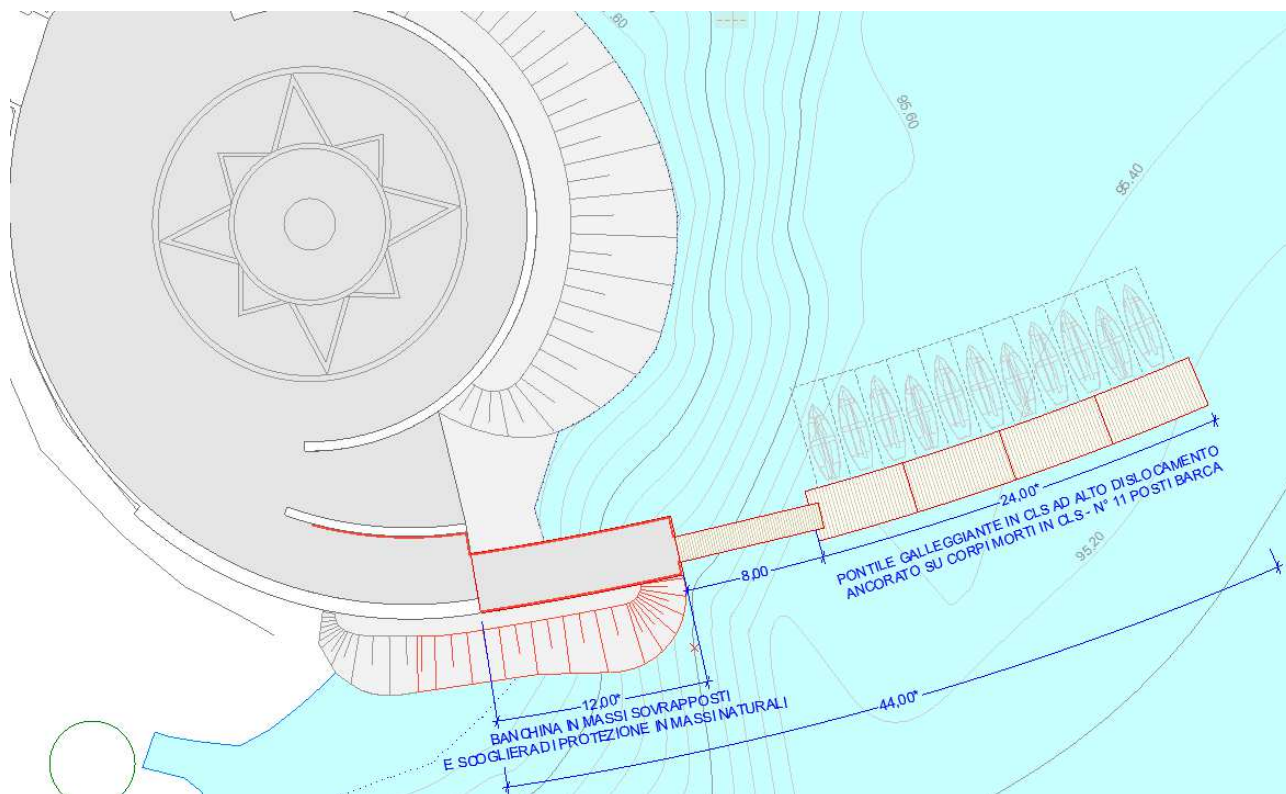 .60
95.60
95.40
24,00*
PONTILE GALLEGGIANTE IN CLS AD ALTO DISLOCAMENTO
ANCORATO SU CORPI MORTI IN CLS - N° 11 POSTI BARCA
95.20
8,00
12,00*
BANCHINA IN MASSI SOVRAPPOSTI
E SCOGLIERA DI PROTEZIONE IN MASSI NATURALI
44,00*